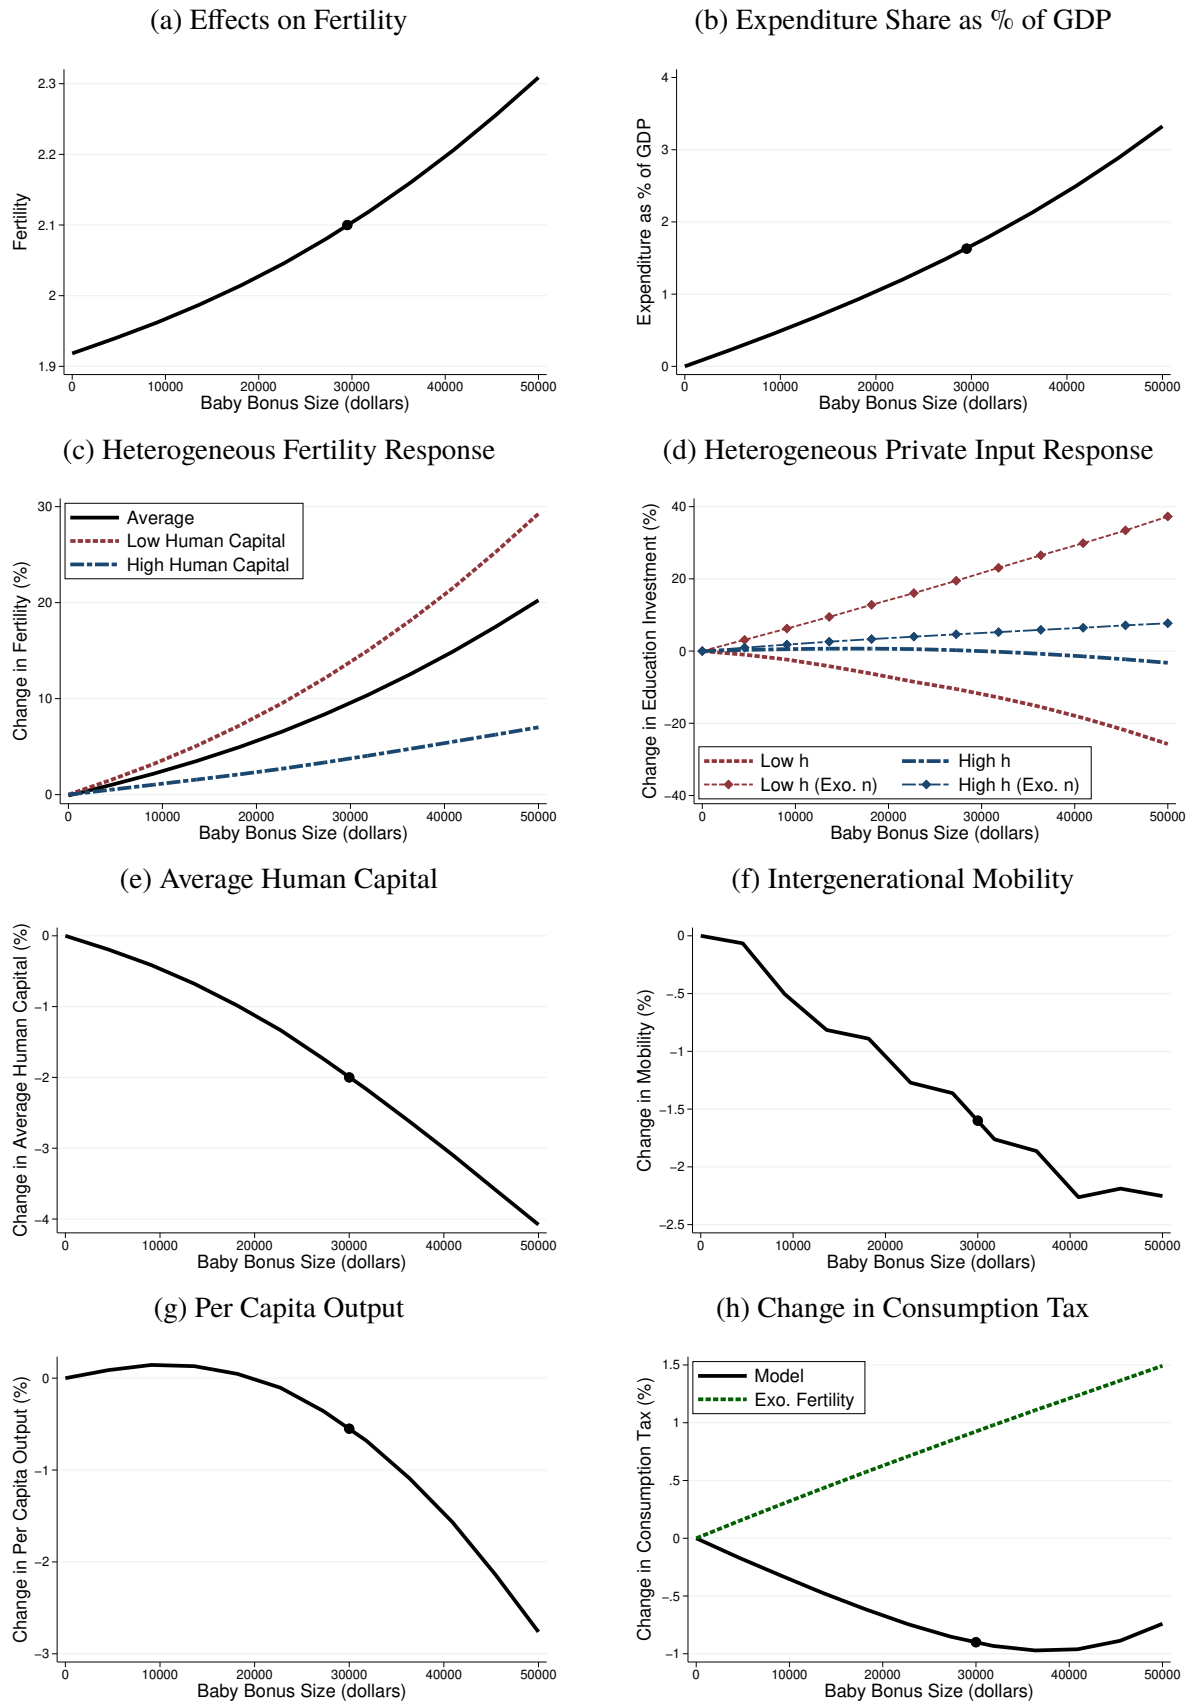 (a) Effects on Fertility
(b) Expenditure Share as % of GDP
Fertility
2.3
2.2
2.1
2
1.9
0 10000 20000 30000 40000 50000
Baby Bonus Size (dollars)
Expenditure as % of GDP
4
3
2
1
0
0 10000 20000 30000 40000 50000
Baby Bonus Size (dollars)
(c) Heterogeneous Fertility Response
(d) Heterogeneous Private Input Response
Change in Fertility (%)
30
20
10
0
Average
Low Human Capital
High Human Capital
0 10000 20000 30000 40000 50000
Baby Bonus Size (dollars)
Change in Education Investment (%)
40
20
0
−20
−40
Low h High h
Low h (Exo. n) High h (Exo. n)
0 10000 20000 30000 40000 50000
Baby Bonus Size (dollars)
(e) Average Human Capital
(f) Intergenerational Mobility
Change in Average Human Capital (%)
0
−1
−2
−3
−4
0 10000 20000 30000 40000 50000
Baby Bonus Size (dollars)
Change in Mobility (%)
0
−.5
−1
−1.5
−2
−2.5
0 10000 20000 30000 40000 50000
Baby Bonus Size (dollars)
(g) Per Capita Output
(h) Change in Consumption Tax
Change in Per Capita Output (%)
0
−1
−2
−3
0 10000 20000 30000 40000 50000
Baby Bonus Size (dollars)
Change in Consumption Tax (%)
1.5
1
.5
0
−.5
−1
Model
Exo. Fertility
0 10000 20000 30000 40000 50000
Baby Bonus Size (dollars)